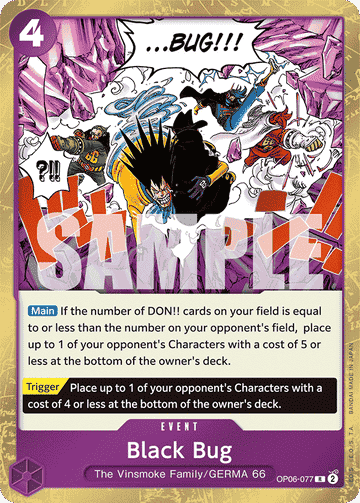 4
...BUG!!!
?!!
SAMPLE
Main If the number of DON!! cards on your field is equal
to or less than the number on your opponent's field, place
up to 1 of your opponent's Characters with a cost of 5 or
less at the bottom of the owner's deck.
Trigger Place up to 1 of your opponent's Characters with a
cost of 4 or less at the bottom of the owner's deck.
EVENT
Black Bug
The Vinsmoke Family/GERMA 66
OP06-077 R 2